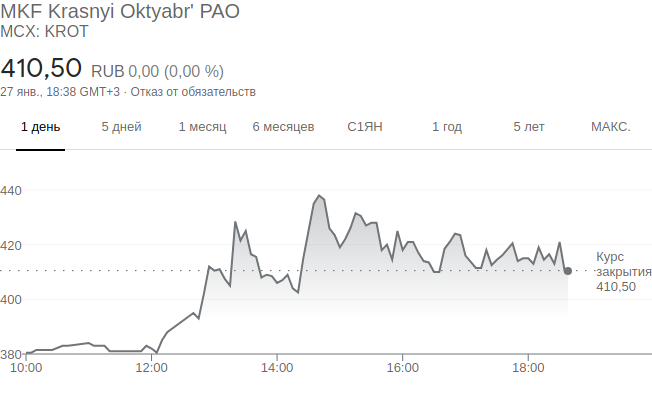 MKF Krasnyi Oktyabr' PAO
MCX: KROT
410,50 RUB 0,00 (0,00 %)
27 янв., 18:38 GMT+3 · Отказ от обязательств
1 день 5 дней 1 месяц 6 месяцев С1ЯН 1 год 5 лет МАКС.
440
420
Курс
закрытия
410,50
400
380
10:00 12:00 14:00 16:00 18:00